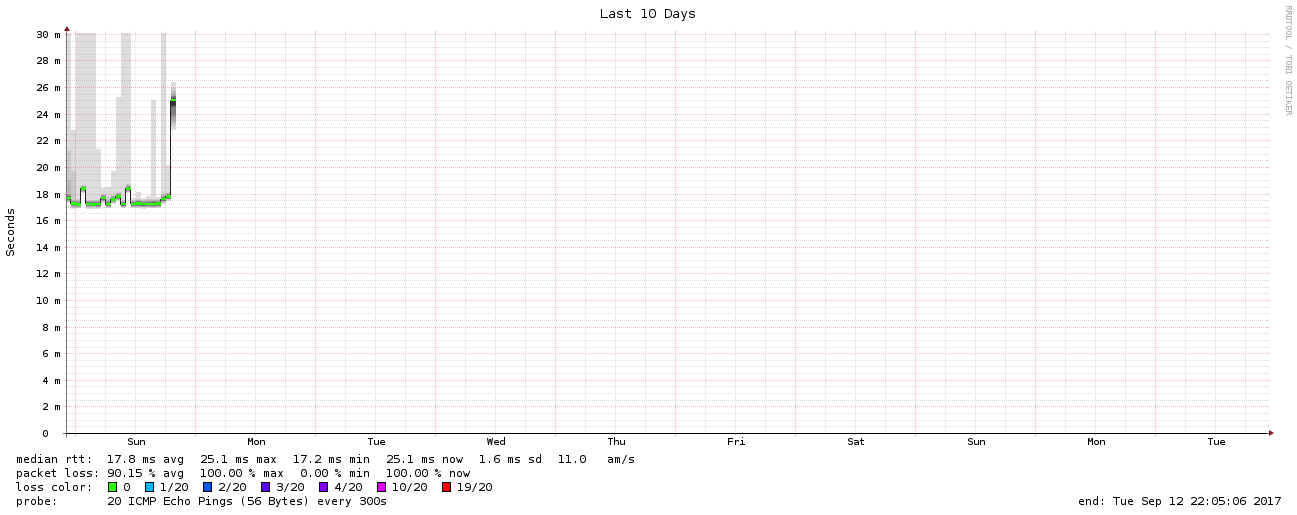 Last 10 Days
RRDTOOL / TOBI OETIKER
Seconds
30 m
28 m
26 m
24 m
22 m
20 m
18 m
16 m
14 m
12 m
10 m
8 m
6 m
4 m
2 m
0
Sun Mon Tue Wed Thu Fri Sat Sun Mon Tue
median rtt: 17.8 ms avg 25.1 ms max 17.2 ms min 25.1 ms now 1.6 ms sd 11.0 am/s
packet loss: 90.15 % avg 100.00 % max 0.00 % min 100.00 % now
loss color: 0 1/20 2/20 3/20 4/20 10/20 19/20
probe: 20 ICMP Echo Pings (56 Bytes) every 300s end: Tue Sep 12 22:05:06 2017